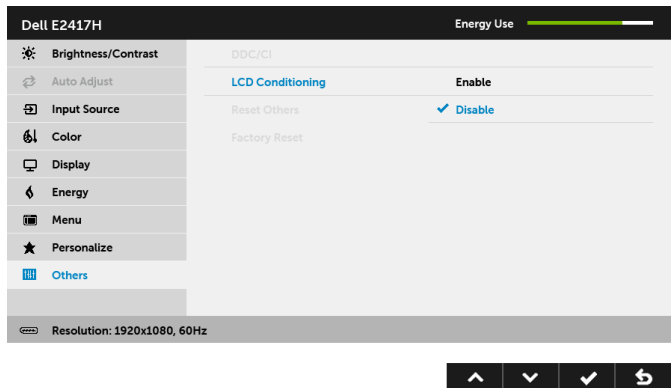 Dell E2417H
Energy Use
Brightness/Contrast
DDC/CI
Auto Adjust
LCD Conditioning
Enable
Input Source
Reset Others
Disable
Color
Factory Reset
Display
Energy
Menu
Personalize
Others
Resolution: 1920x1080, 60Hz